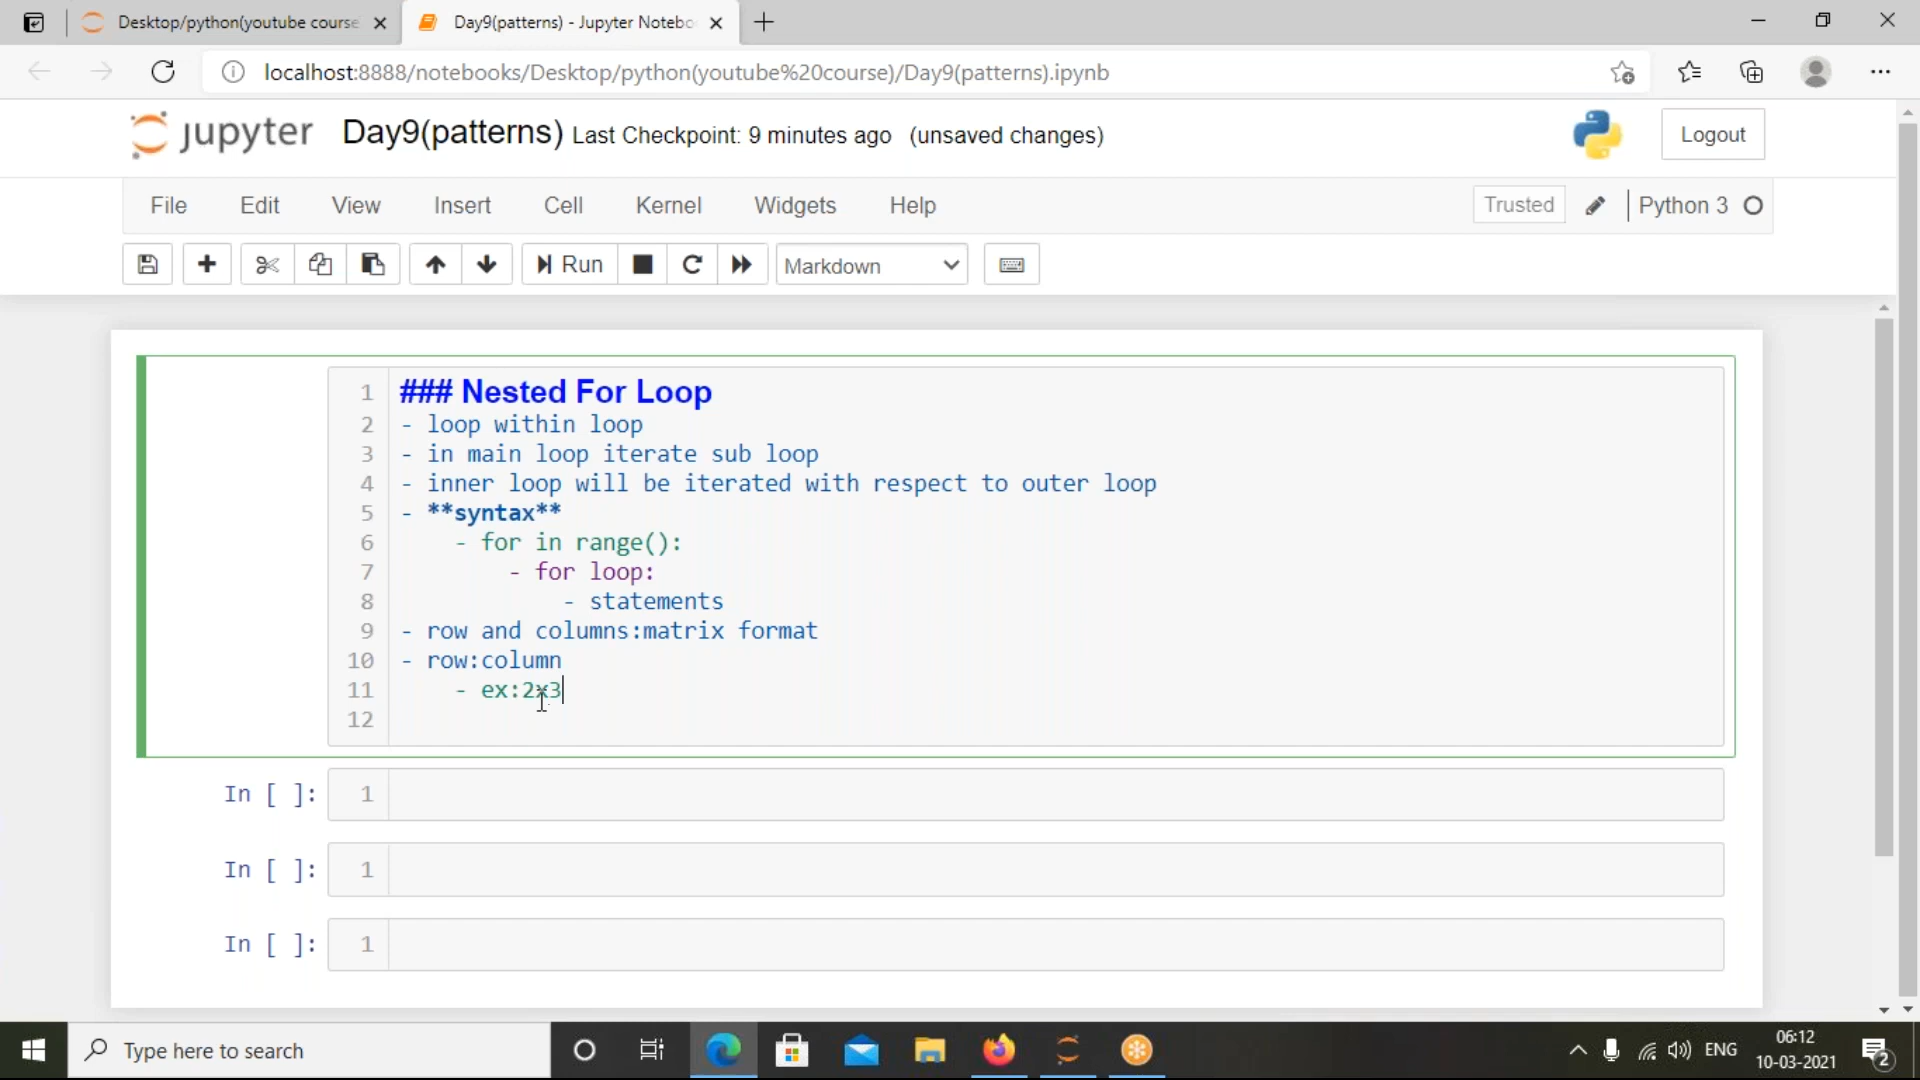 Desktop/python(youtube course
Day9(patterns) - Jupyter Notebo
localhost:8888/notebooks/Desktop/python(youtube%20course)/Day9(patterns).ipynb
jupyter Day9(patterns) Last Checkpoint: 9 minutes ago (unsaved changes)
Logout
File Edit View Insert Cell Kernel Widgets Help
Trusted
Python 3
Run
Markdown
1 ### Nested For Loop
2 - loop within loop
3 - in main loop iterate sub loop
4 - inner loop will be iterated with respect to outer loop
5 - **syntax**
6 - for in range():
7 - for loop:
8 - statements
9 - row and columns:matrix format
10 - row:column
11 - ex:2x3
12
In [ ]: 1
In [ ]: 1
In [ ]: 1
Type here to search
ENG
06:12
10-03-2021
2